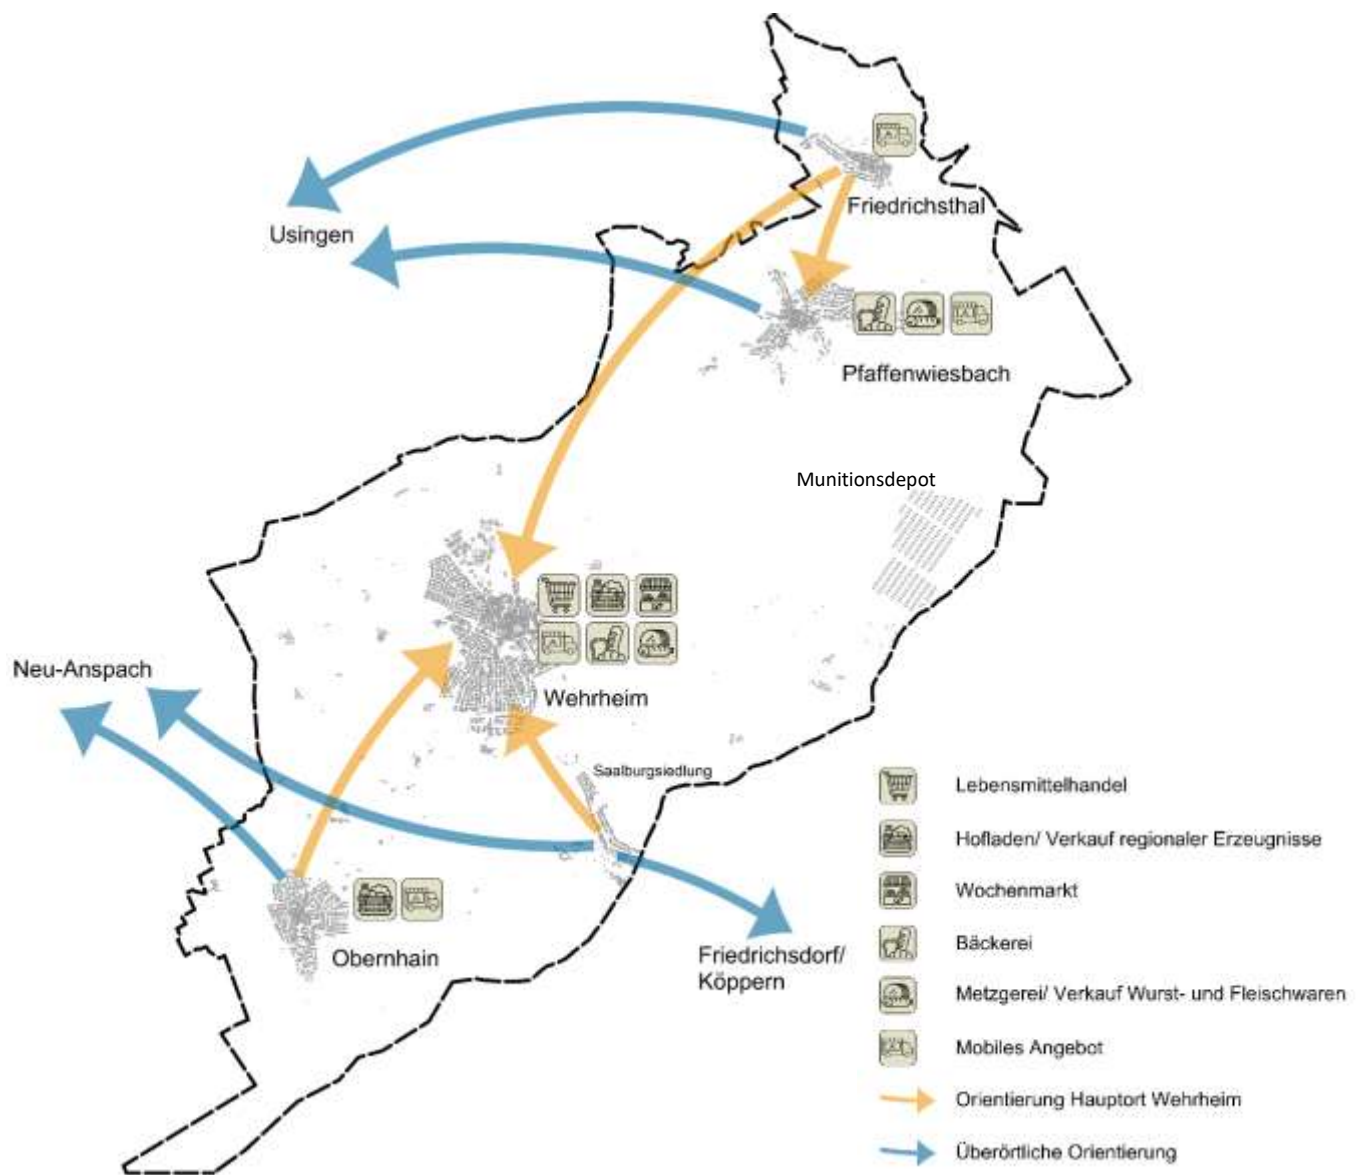 Friedrichsthal
Usingen
Pfaffenwiesbach
Munitionsdepot
Neu-Anspach
Wehrheim
Saalburgsiedlung
Obernhain
Friedrichsdorf/
Köppern
Lebensmittelhandel
Hofladen/ Verkauf regionaler Erzeugnisse
Wochenmarkt
Bäckerei
Metzgerei/ Verkauf Wurst- und Fleischwaren
Mobiles Angebot
Orientierung Hauptort Wehrheim
Überörtliche Orientierung